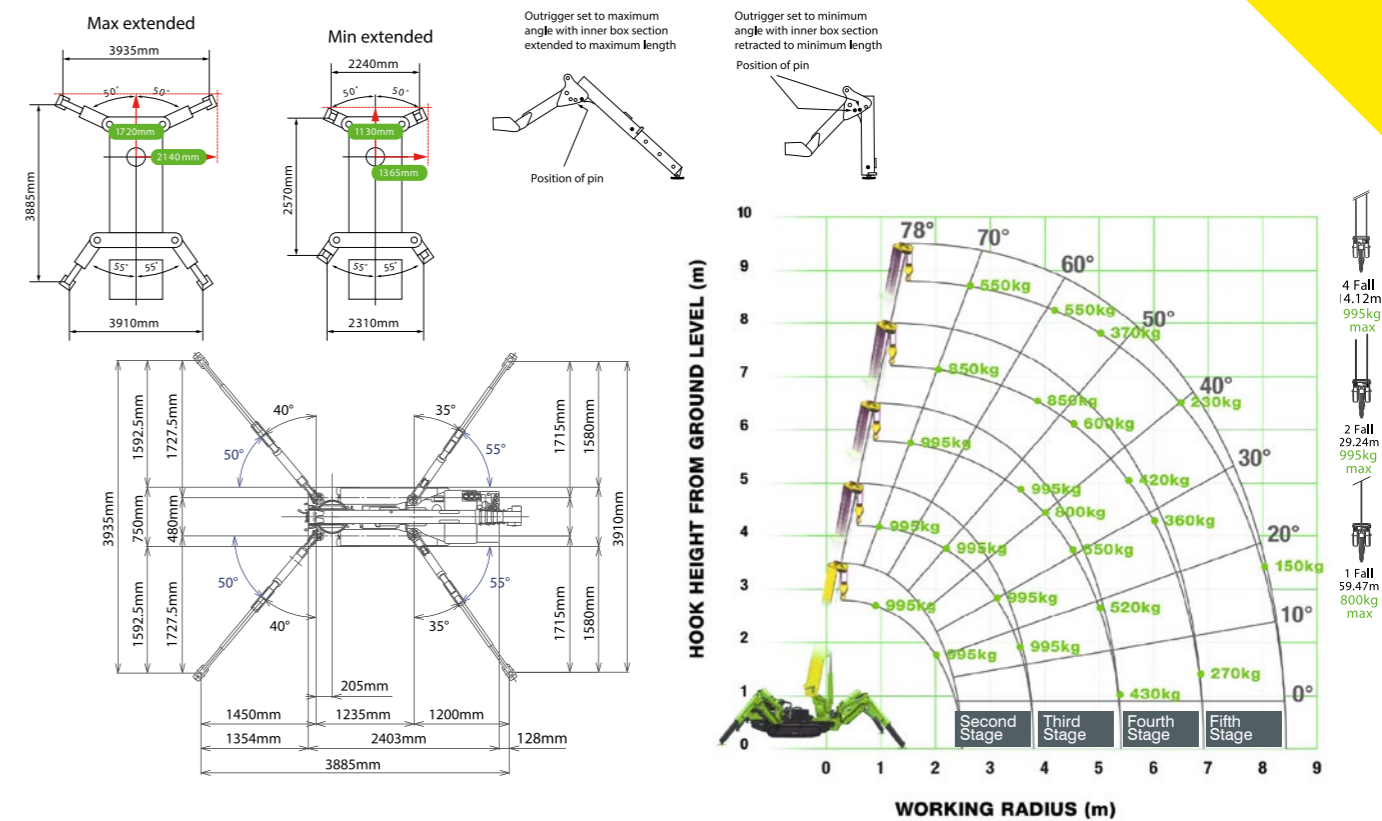 Max extended
3935mm
50°
50°
1720mm
2140mm
3885mm
55°
55°
3910mm
Min extended
2240mm
50°
50°
1130mm
1365mm
2570mm
55°
55°
2310mm
Outrigger set to maximum
angle with inner box section
extended to maximum length
Position of pin
Outrigger set to minimum
angle with inner box section
retracted to minimum length
Position of pin
3935mm
1592.5mm
750mm
1592.5mm
1727.5mm
480mm
1727.5mm
40°
50°
50°
40°
35°
55°
55°
35°
1715mm
1715mm
1580mm
1580mm
3910mm
205mm
1450mm
1235mm
1200mm
1354mm
2403mm
128mm
3885mm
HOOK HEIGHT FROM GROUND LEVEL (m)
10
9
8
7
6
5
4
3
2
1
0
78°
70°
60°
50°
40°
30°
20°
10°
0°
550kg
550kg
370kg
230kg
150kg
850kg
850kg
600kg
420kg
360kg
270kg
995kg
995kg
800kg
550kg
520kg
430kg
995kg
995kg
995kg
995kg
995kg
995kg
Second
Stage
Third
Stage
Fourth
Stage
Fifth
Stage
0 1 2 3 4 5 6 7 8 9
WORKING RADIUS (m)
4 Fall
14.12m
995kg
max
2 Fall
29.24m
995kg
max
1 Fall
59.47m
800kg
max